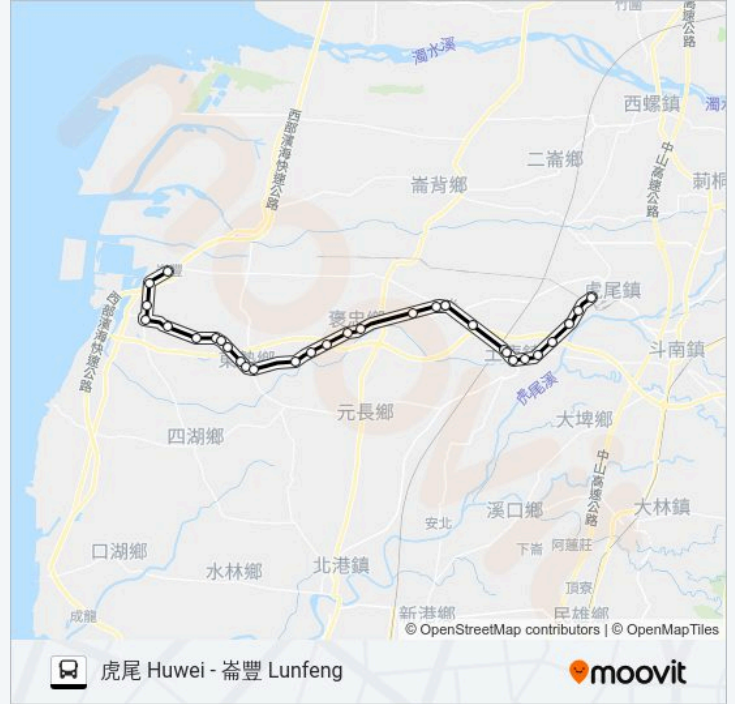 竹圍
高速公路
濁水溪
西螺鎮
濁水
西部濱海快速公路
中山高速公路
二崙鄉
崙背鄉
莿桐
虎尾鎮
西部濱海快速公路
褒忠鄉
東勢鄉
土庫鎮
斗南鎮
虎尾溪
元長鄉
大埤鄉
四湖鄉
中山高速公路
溪口鄉
大林鎮
安北
口湖鄉
下崙
阿蓮莊
水林鄉
北港鎮
頂寮
成龍
新港鄉
民雄鄉
moovit
© OpenStreetMap contributors | © OpenMapTiles
虎尾 Huwei - 崙豐 Lunfeng
moovit